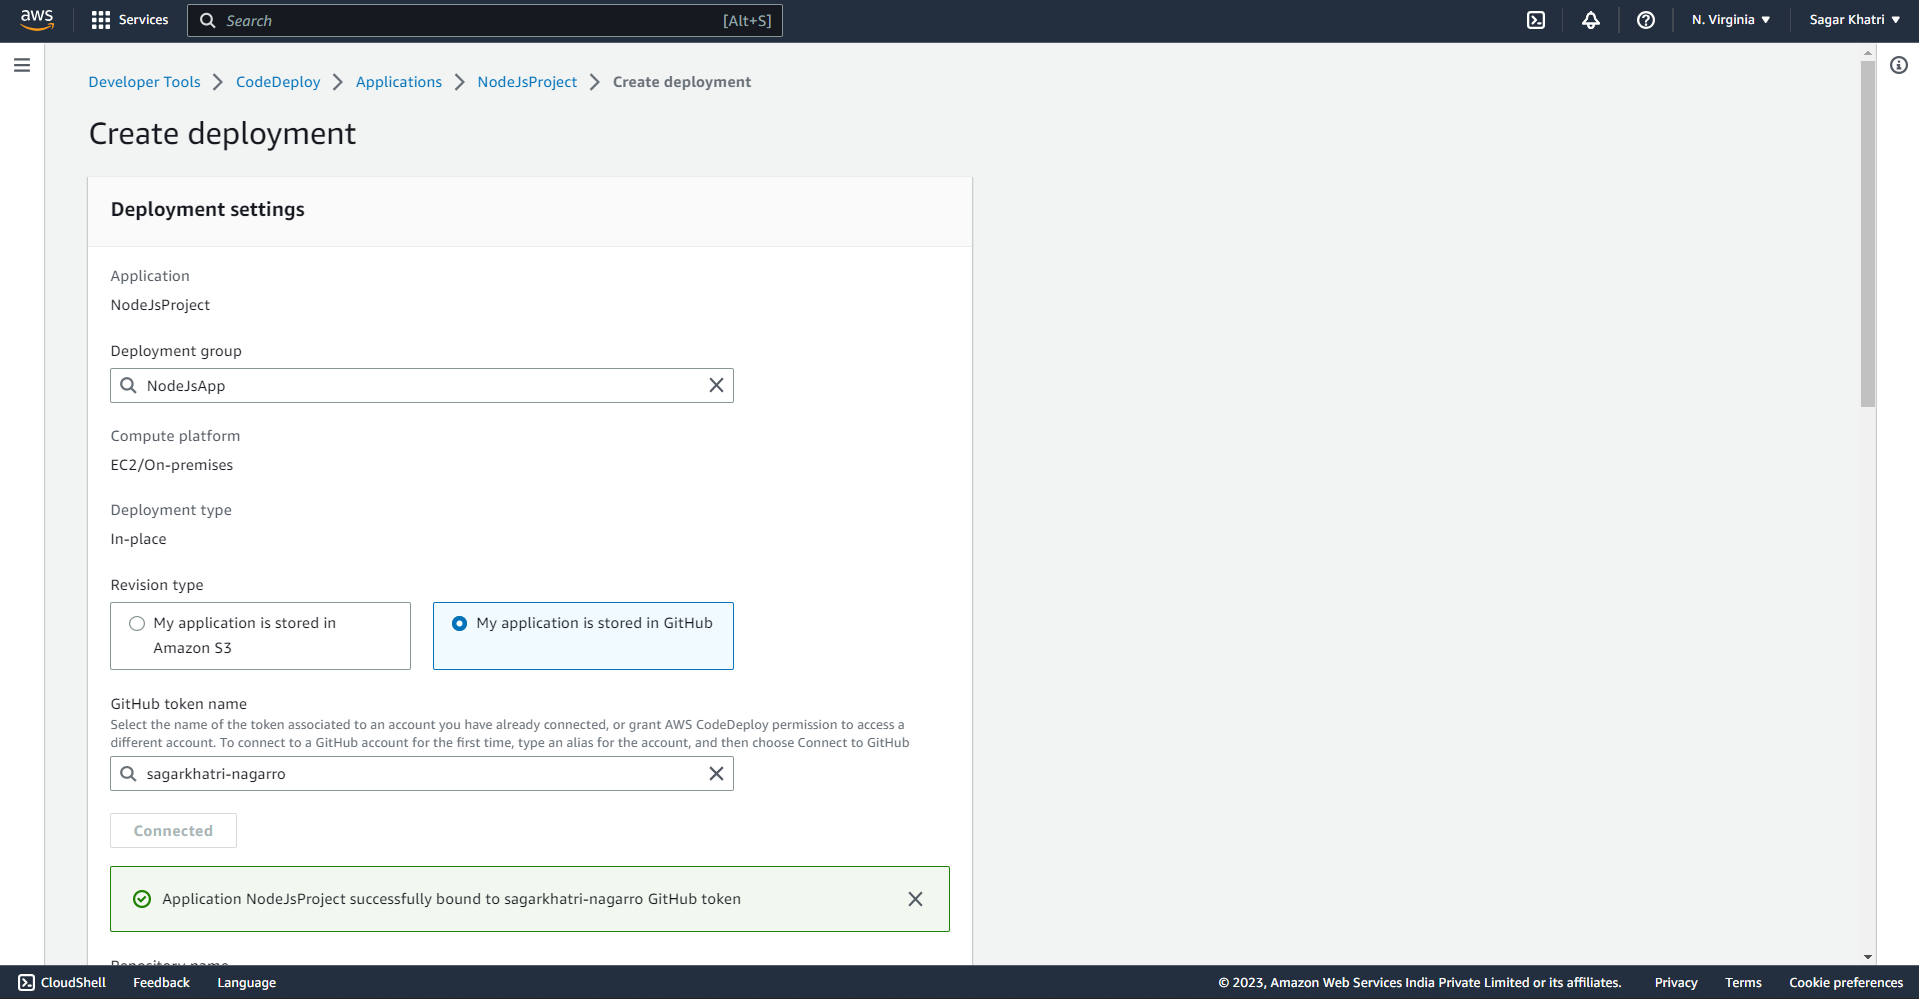 aws
Services
Search
[Alt+S]
N. Virginia
Sagar Khatri
Developer Tools
CodeDeploy
Applications
NodeJsProject
Create deployment
Create deployment
Deployment settings
Application
NodeJsProject
Deployment group
NodeJsApp
Compute platform
EC2/On-premises
Deployment type
In-place
Revision type
My application is stored in
Amazon S3
My application is stored in GitHub
GitHub token name
Select the name of the token associated to an account you have already connected, or grant AWS CodeDeploy permission to access a
different account. To connect to a GitHub account for the first time, type an alias for the account, and then choose Connect to GitHub
sagarkhatri-nagarro
Connected
Application NodeJsProject successfully bound to sagarkhatri-nagarro GitHub token
Repository name
CloudShell
Feedback
Language
© 2023, Amazon Web Services India Private Limited or its affiliates.
Privacy
Terms
Cookie preferences